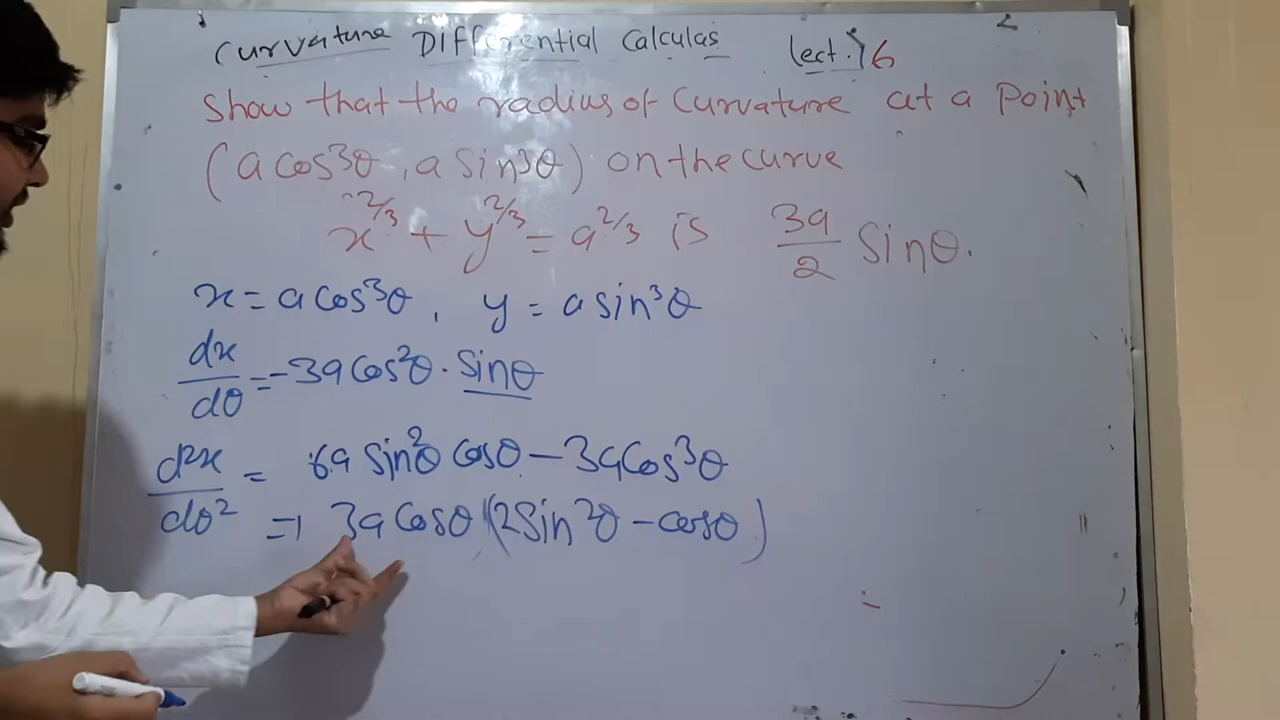 Curvature Differential Calculas lect. 16
Show that the radius of Curvature at a Point
(a cos³θ, a sin³θ) on the curve
x^2/3 + y^2/3 = a^2/3 is 3a/2 Sinθ.
x = a cos³θ, y = a sin³θ
dx/dθ = -3a Cos²θ · sinθ
d²x/dθ² = 6a Sin²θ cosθ - 3a Cos³θ
=1 3a Cosθ (2Sin²θ - cosθ)